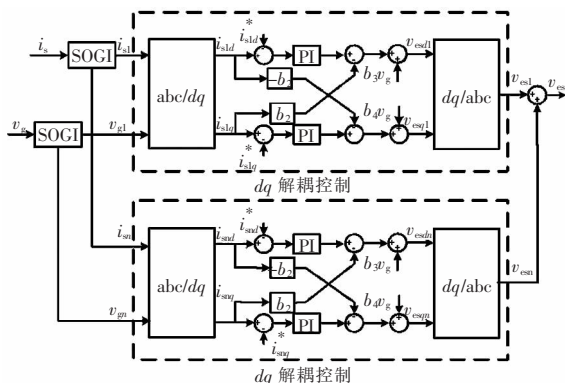 i_s
SOGI
i_s1
v_g
SOGI
v_g1
i_sn
v_gn
abc/dq
i_s1d
i*_s1d
PI
-b_2
b_3v_g
v_esd1
i_s1q
b_2
PI
b_4v_g
v_esq1
i*_s1q
dq/abc
v_es1
v_es
dq 解耦控制
abc/dq
i_snd
i*_snd
PI
-b_2
b_3v_g
v_esdn
i_snq
b_2
PI
b_4v_g
v_esqn
i*_snq
dq/abc
v_esn
dq 解耦控制